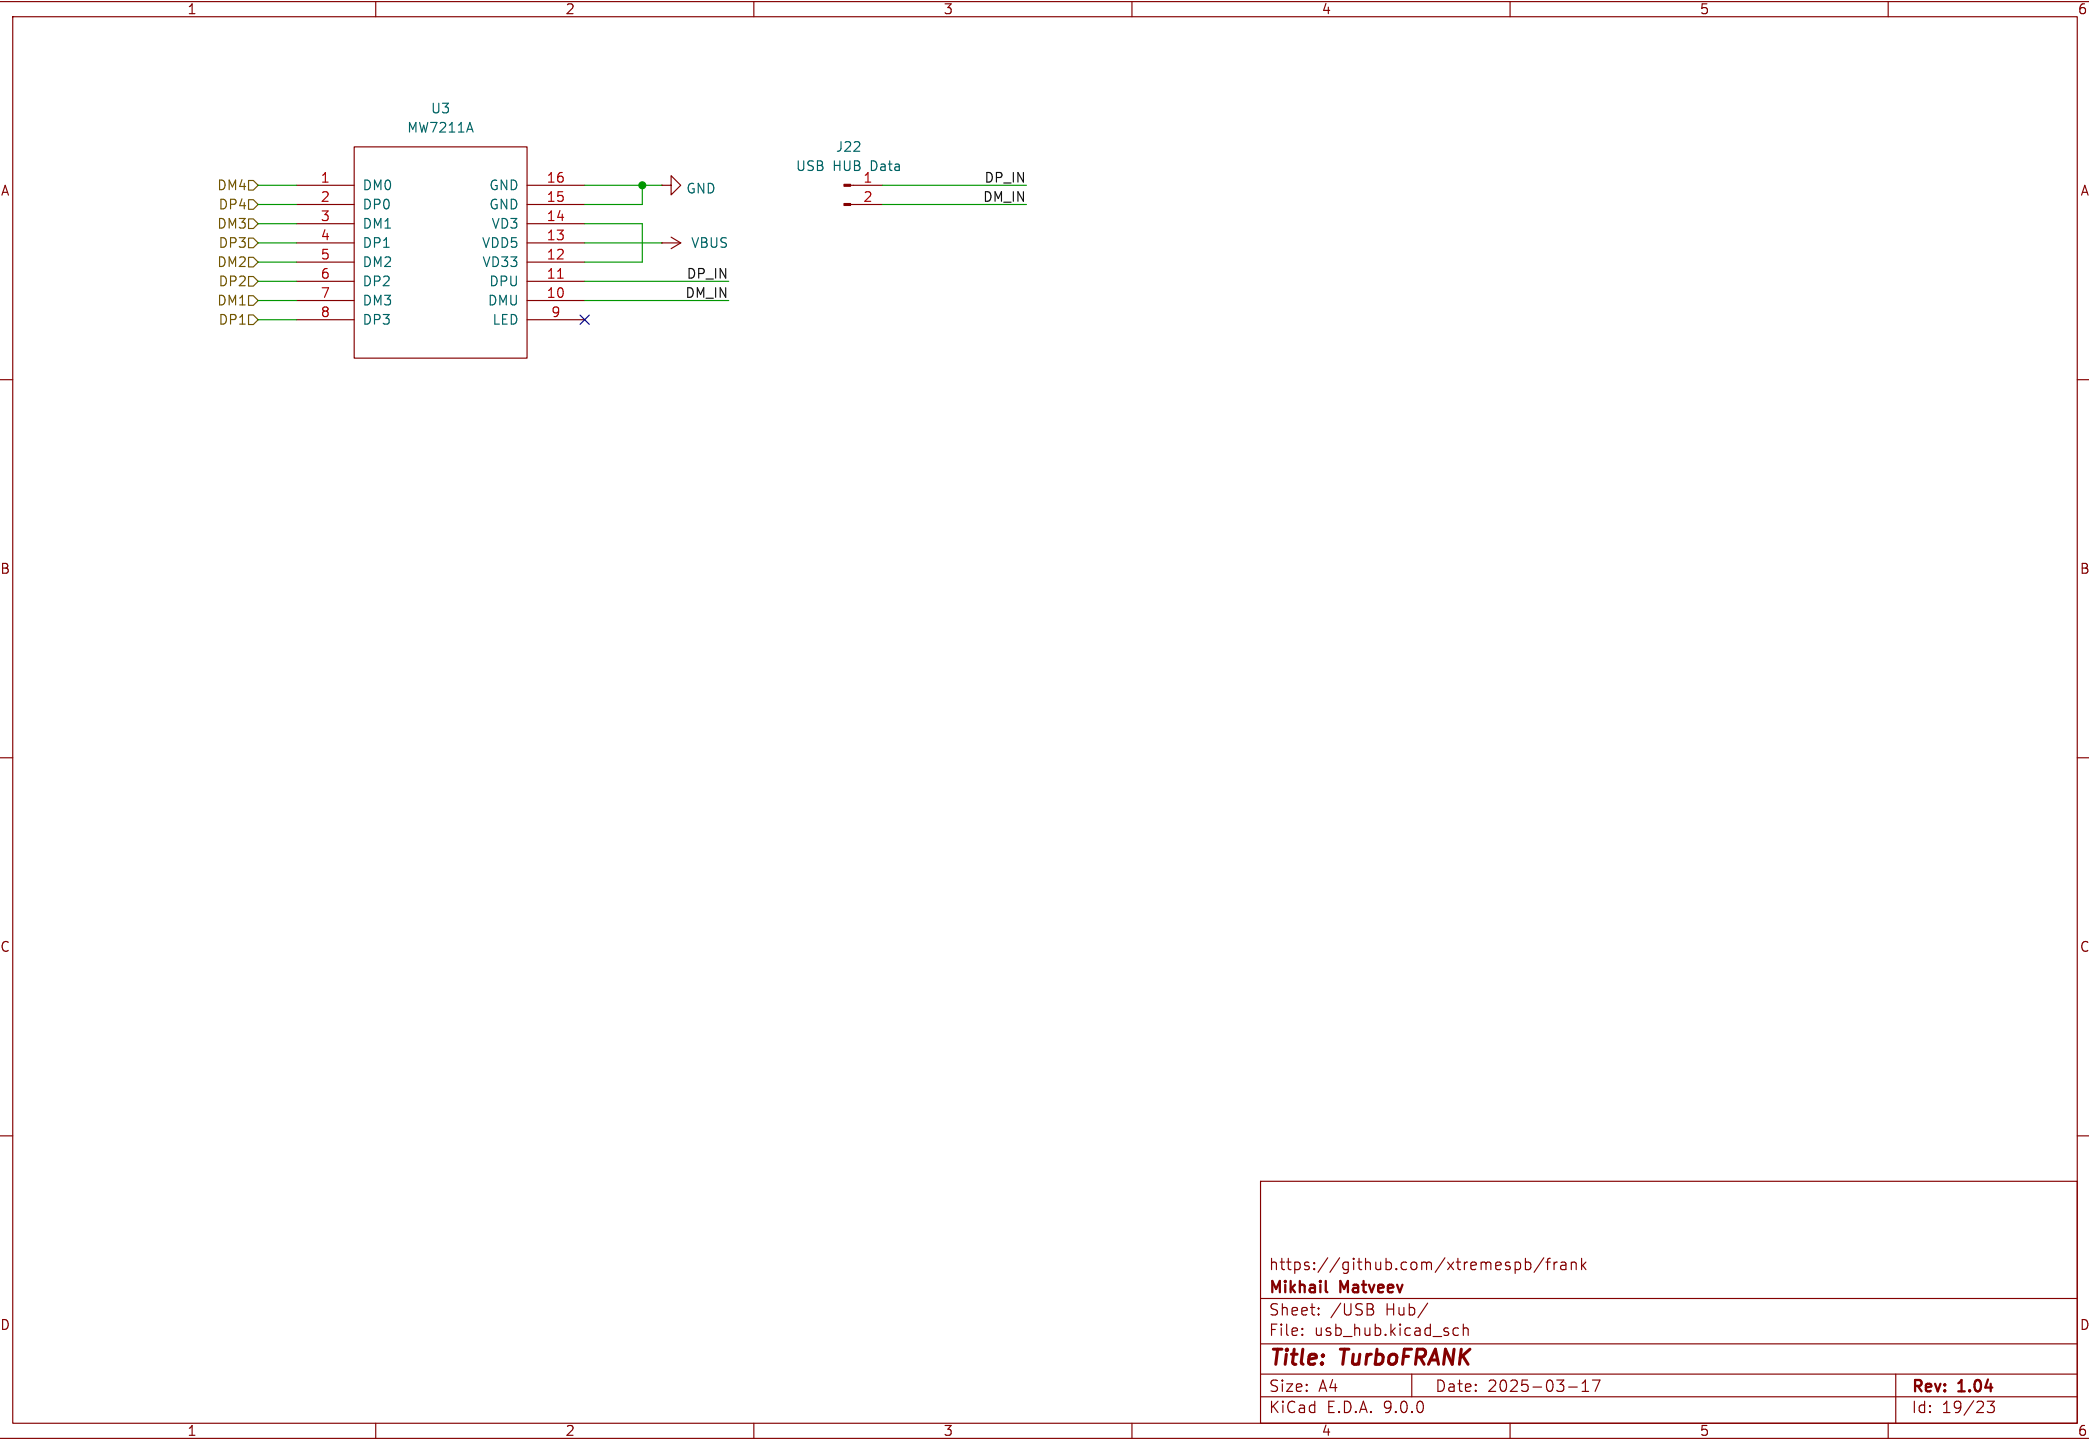 1 2 3 4 5 6
U3
MW7211A
J22
USB HUB Data
A A
DM4 1 DM0 GND 16 GND 1 DP_IN
DP4 2 DP0 GND 15 2 DM_IN
DM3 3 DM1 VD3 14
DP3 4 DP1 VDD5 13 VBUS
DM2 5 DM2 VD33 12
DP2 6 DP2 DPU 11 DP_IN
DM1 7 DM3 DMU 10 DM_IN
DP1 8 DP3 LED 9
B B
C C
https://github.com/xtremespb/frank
Mikhail Matveev
Sheet: /USB Hub/
D D
File: usb_hub.kicad_sch
Title: TurboFRANK
Size: A4 Date: 2025-03-17 Rev: 1.04
KiCad E.D.A. 9.0.0 Id: 19/23
1 2 3 4 5 6